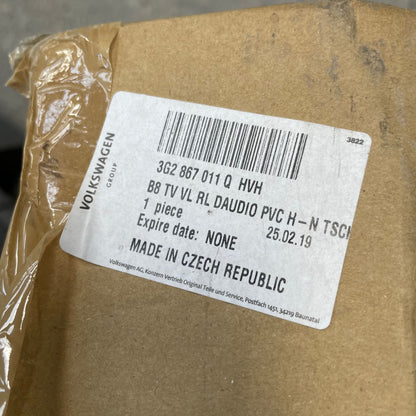 3822
VOLKSWAGEN
GROUP
3G2 867 011 Q HVH
B8 TV VL RL DAUDIO PVC H-N TSCH
1 piece 25.02.19
Expire date: NONE
MADE IN CZECH REPUBLIC
Volkswagen AG, Konzern Vertrieb Original Teile und Service, Postfach 1451, 34219 Baunatal